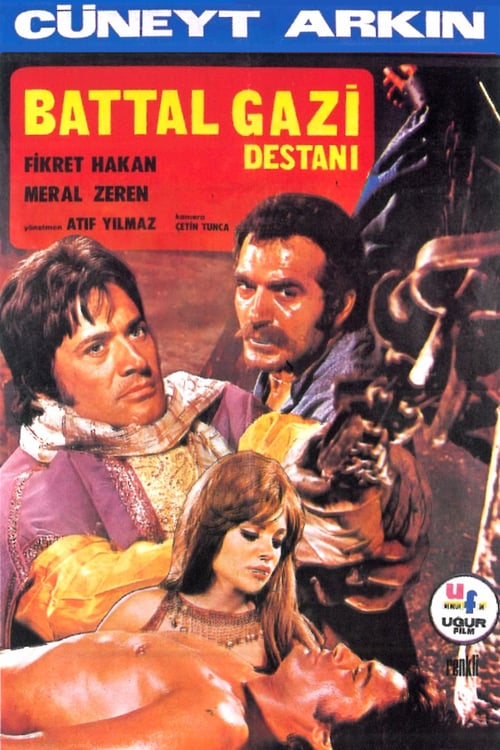 CÜNEYT ARKIN
BATTAL GAZİ
DESTANI
FİKRET HAKAN
MERAL ZEREN
yönetmen ATIF YILMAZ
kamera
ÇETİN TUNCA
uf
UĞUR
FİLM
renkli